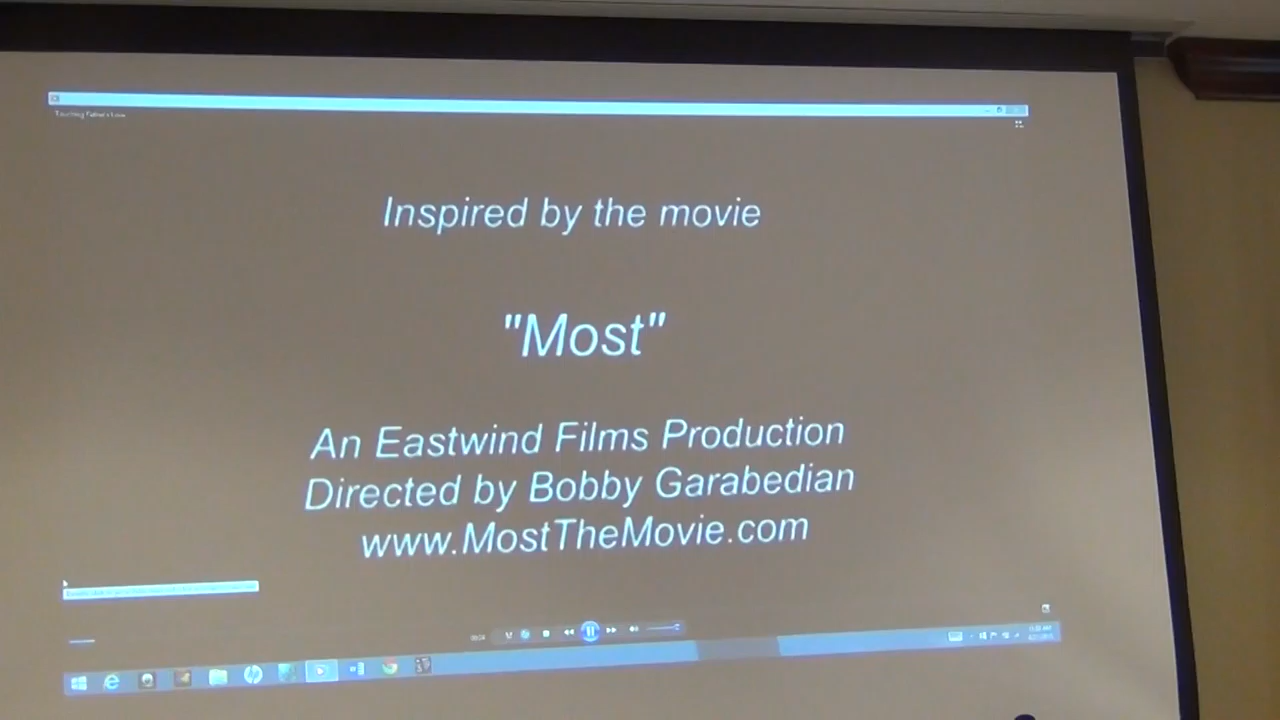 Inspired by the movie
"Most"
An Eastwind Films Production
Directed by Bobby Garabedian
www.MostTheMovie.com